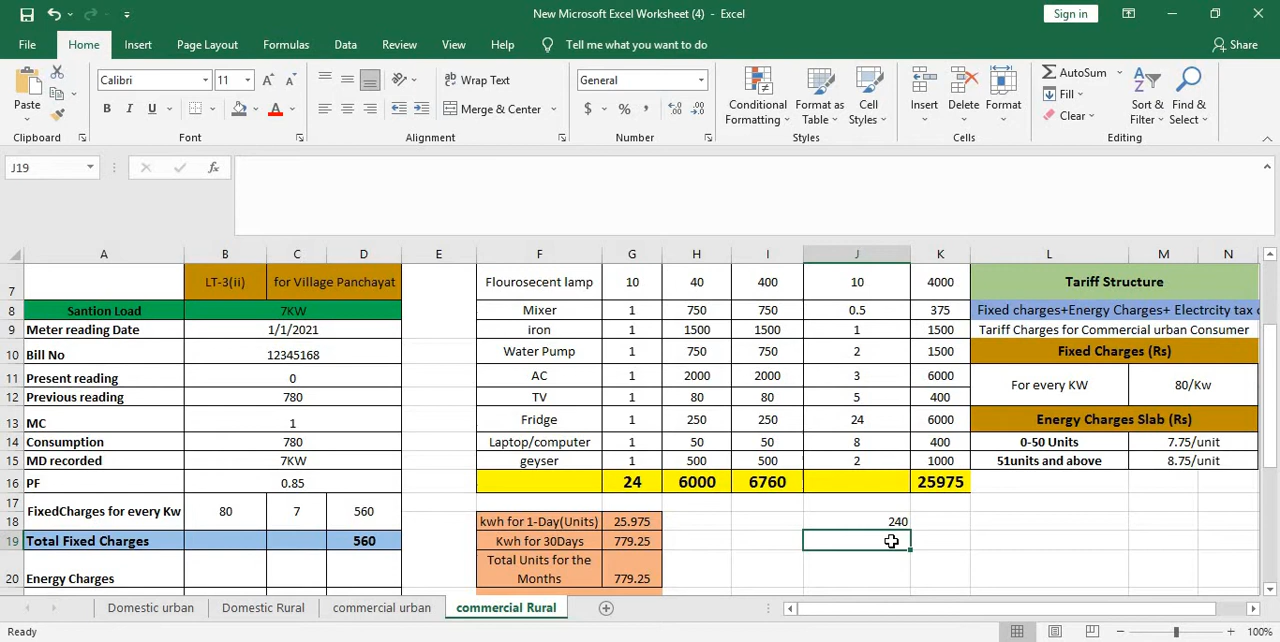 New Microsoft Excel Worksheet (4) - Excel
Sign in
File Home Insert Page Layout Formulas Data Review View Help Tell me what you want to do Share
Paste
Calibri 11
B I U
Wrap Text
Merge & Center
General
$ % ,
Conditional Formatting
Format as Table
Cell Styles
Insert Delete Format
AutoSum
Fill
Clear
Sort & Filter
Find & Select
Clipboard Font Alignment Number Styles Cells Editing
J19 fx
A B C D E F G H I J K L M N
7 LT-3(ii) for Village Panchayat Flourosecent lamp 10 40 400 10 4000 Tariff Structure
8 Santion Load 7KW Mixer 1 750 750 0.5 375 Fixed charges+Energy Charges+ Electrcity tax
9 Meter reading Date 1/1/2021 iron 1 1500 1500 1 1500 Tariff Charges for Commercial urban Consumer
10 Bill No 12345168 Water Pump 1 750 750 2 1500 Fixed Charges (Rs)
11 Present reading 0 AC 1 2000 2000 3 6000 For every KW 80/Kw
12 Previous reading 780 TV 1 80 80 5 400
13 MC 1 Fridge 1 250 250 24 6000 Energy Charges Slab (Rs)
14 Consumption 780 Laptop/computer 1 50 50 8 400 0-50 Units 7.75/unit
15 MD recorded 7KW geyser 1 500 500 2 1000 51units and above 8.75/unit
16 PF 0.85 24 6000 6760 25975
17
18 FixedCharges for every Kw 80 7 560 kwh for 1-Day(Units) 25.975 240
19 Total Fixed Charges 560 Kwh for 30Days 779.25
20 Energy Charges Total Units for the Months 779.25
Domestic urban Domestic Rural commercial urban commercial Rural
Ready 100%